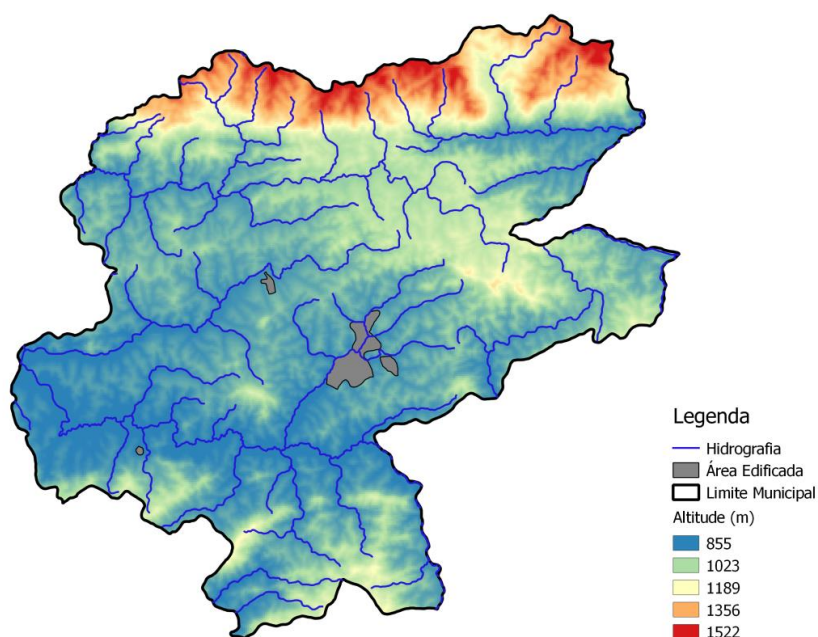 Legenda
Hidrografia
Área Edificada
Limite Municipal
Altitude (m)
855
1023
1189
1356
1522